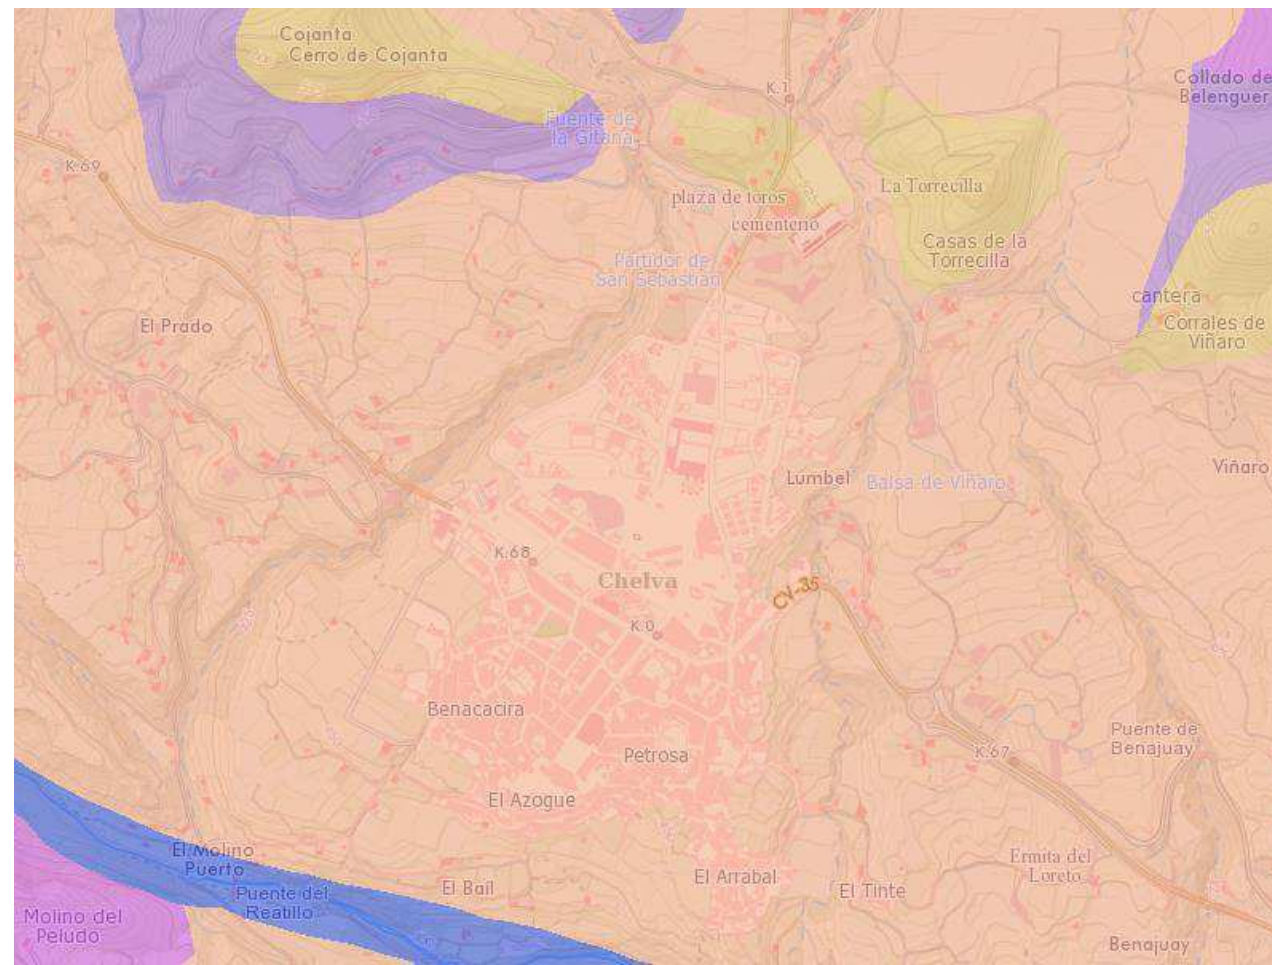 Cojanta
Cerro de Cojanta
Collado de
Belenguer
K.1
Fuente de
la Gitana
K.69
La Torrecilla
plaza de toros
cementerio
Casas de la
Torrecilla
Partidor de
San Sebastián
cantera
Corrales de
Viñaro
El Prado
Viñaro
Lumbel
Balsa de Viñaro
K.68
Chelva
CV-35
K.0
Benacacira
Puente de
Benajuay
Petrosa
K.67
El Azogue
El Molino
Puerto
Ermita del
Loreto
El Arrabal
El Bail
El Tinte
Puente del
Reatillo
Molino del
Peludo
Benajuay